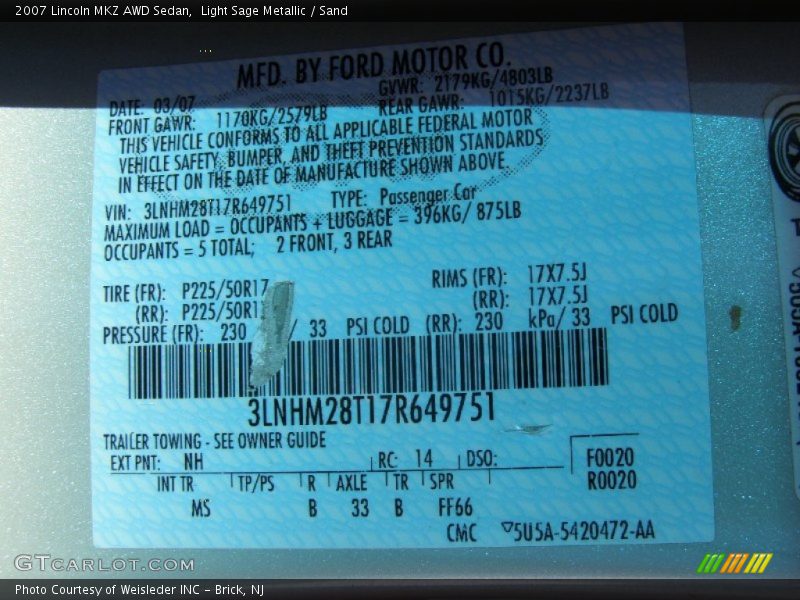 2007 Lincoln MKZ AWD Sedan, Light Sage Metallic / Sand
MFD. BY FORD MOTOR CO.
DATE: 03/07 GVWR: 2179KG/4803LB
FRONT GAWR: 1170KG/2579LB REAR GAWR: 1015KG/2237LB
THIS VEHICLE CONFORMS TO ALL APPLICABLE FEDERAL MOTOR
VEHICLE SAFETY, BUMPER, AND THEFT PREVENTION STANDARDS
IN EFFECT ON THE DATE OF MANUFACTURE SHOWN ABOVE.
VIN: 3LNHM28T17R649751 TYPE: Passenger Car
MAXIMUM LOAD = OCCUPANTS + LUGGAGE = 396KG/ 875LB
OCCUPANTS = 5 TOTAL; 2 FRONT, 3 REAR
TIRE (FR): P225/50R17 RIMS (FR): 17X7.5J
(RR): P225/50R17 (RR): 17X7.5J
PRESSURE (FR): 230 / 33 PSI COLD (RR): 230 kPa/ 33 PSI COLD
3LNHM28T17R649751
TRAILER TOWING - SEE OWNER GUIDE
EXT PNT: NH RC: 14 DSO: F0020
INT TR TP/PS R AXLE TR SPR R0020
MS B 33 B FF66
CMC 5U5A-5420472-AA
GTCARLOT.COM
Photo Courtesy of Weisleder INC - Brick, NJ